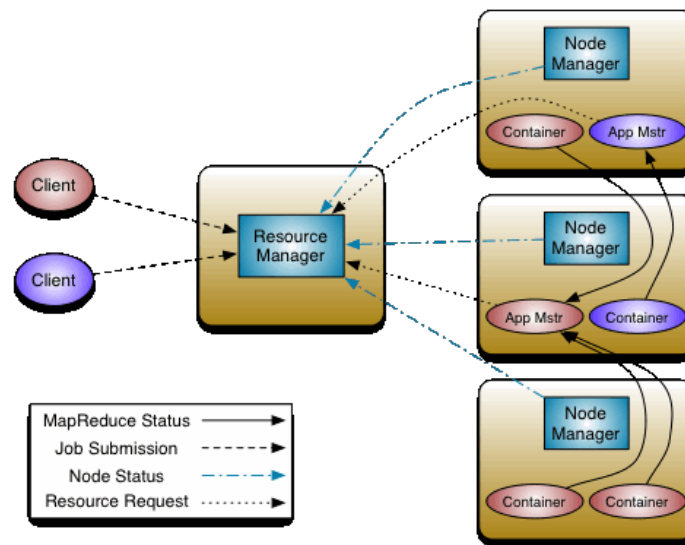 Node
Manager
Container
App Mstr
Client
Resource
Manager
Node
Manager
Client
App Mstr
Container
Node
Manager
MapReduce Status
Job Submission
Node Status
Resource Request
Container
Container